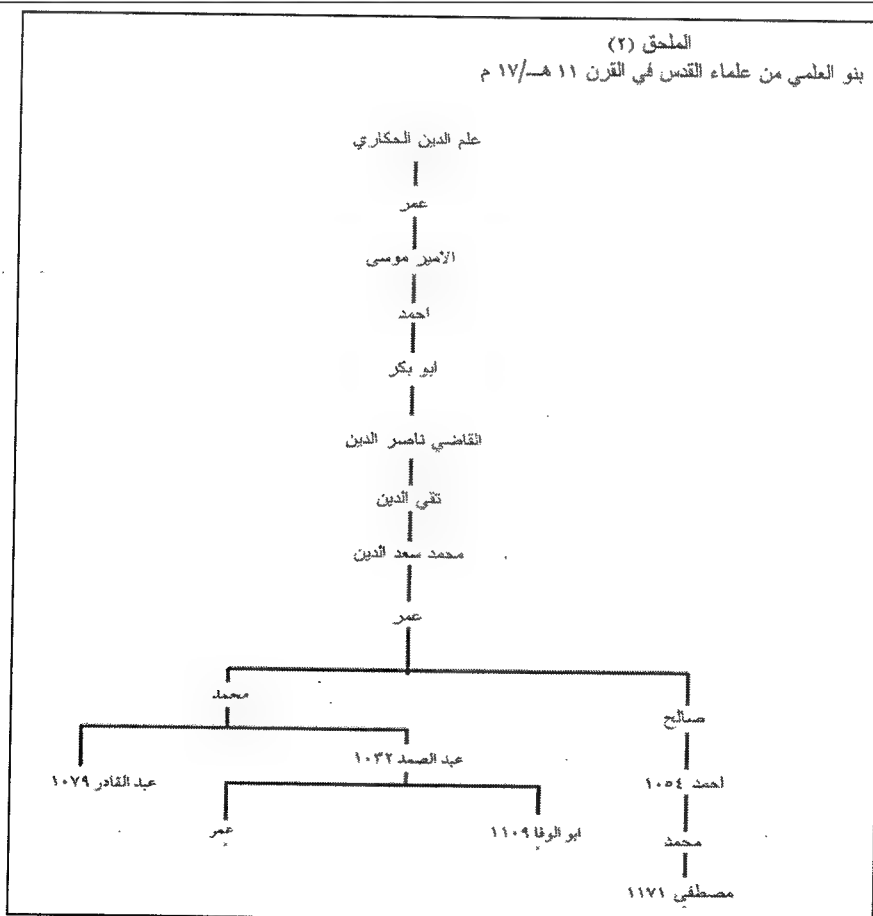 الملحق (٢)
بنو العلمي من علماء القدس في القرن ١١ هـ/١٧ م
علم الدين الحكاري
عمر
الامير موسى
احمد
ابو بكر
القاضي ناصر الدين
تقي الدين
محمد سعد الدين
عمر
محمد
صالح
عبد الصمد ١٠٣٢
عبد القادر ١٠٧٩
احمد ١٠٥٤
ابو الوفا ١١٠٩
عمر
محمد
مصطفي ١١٧١